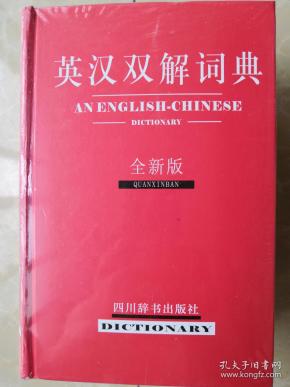 英汉双解词典
AN ENGLISH-CHINESE
DICTIONARY
全新版
QUANXINBAN
四川辞书出版社
DICTIONARY
孔夫子旧书网